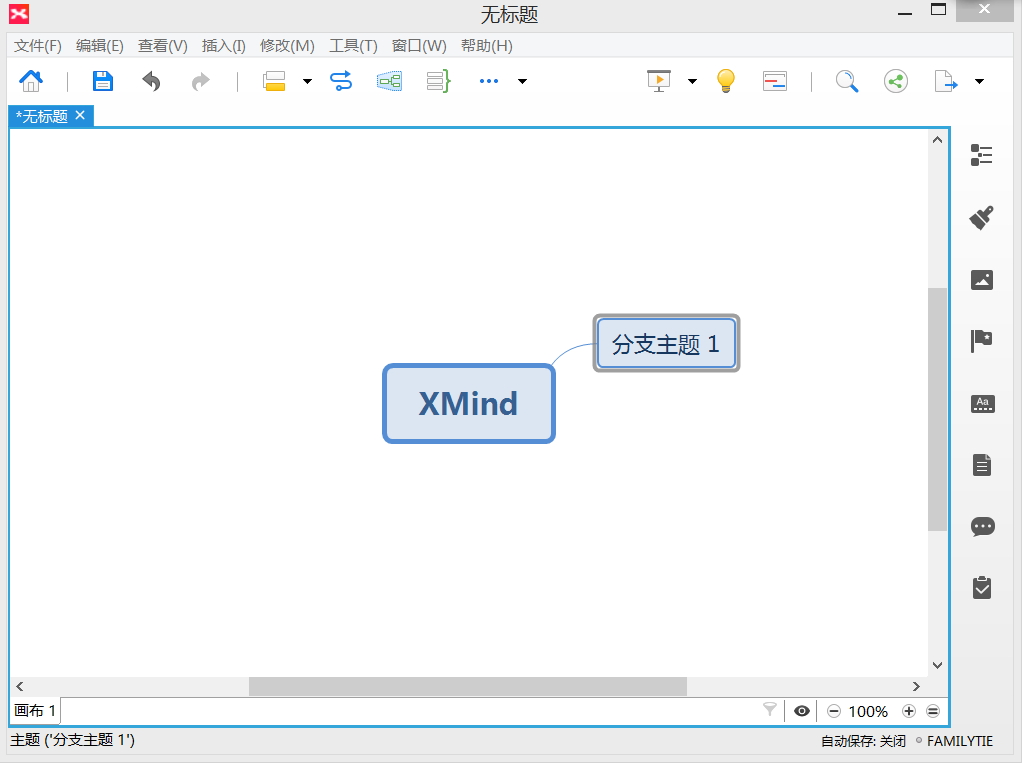 无标题
文件(F) 编辑(E) 查看(V) 插入(I) 修改(M) 工具(T) 窗口(W) 帮助(H)
*无标题
分支主题 1
XMind
Aa
画布 1
100%
主题 ('分支主题 1')
自动保存: 关闭 FAMILYTIE